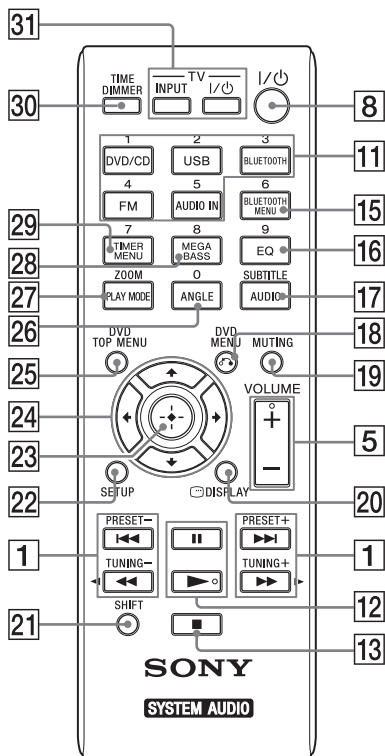 31
TV
TIME
DIMMER
INPUT
I/⏻
I/⏻
30
8
1
2
3
DVD/CD
USB
BLUETOOTH
11
4
5
6
FM
AUDIO IN
BLUETOOTH
MENU
15
29
7
8
9
TIMER
MENU
MEGA
BASS
EQ
16
28
ZOOM
0
SUBTITLE
27
PLAY MODE
ANGLE
AUDIO
17
26
DVD
TOP MENU
DVD
MENU
MUTING
18
25
19
VOLUME
24
+
5
23
−
22
SETUP
DISPLAY
20
PRESET−
PRESET+
1
1
TUNING−
TUNING+
12
SHIFT
21
13
SONY
SYSTEM AUDIO